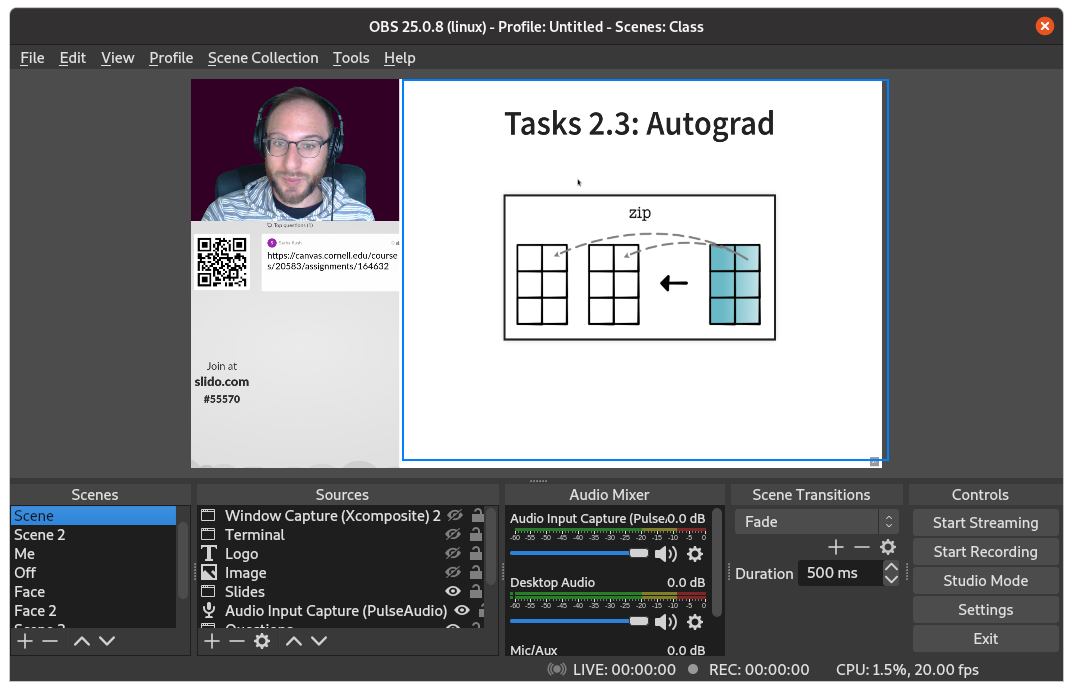 OBS 25.0.8 (linux) - Profile: Untitled - Scenes: Class
File Edit View Profile Scene Collection Tools Help
Top questions (1)
https://canvas.cornell.edu/course
s/20583/assignments/164632
Join at
slido.com
#55570
Tasks 2.3: Autograd
zip
Scenes
Scene
Scene 2
Me
Off
Face
Face 2
Sources
Window Capture (Xcomposite) 2
Terminal
Logo
Image
Slides
Audio Input Capture (PulseAudio)
Audio Mixer
Audio Input Capture (Pulse 0.0 dB
-60 -55 -50 -45 -40 -35 -30 -25 -20 -15 -10 -5 0
Desktop Audio 0.0 dB
-60 -55 -50 -45 -40 -35 -30 -25 -20 -15 -10 -5 0
Mic/Aux 0.0 dB
Scene Transitions
Fade
Duration 500 ms
Controls
Start Streaming
Start Recording
Studio Mode
Settings
Exit
LIVE: 00:00:00 REC: 00:00:00 CPU: 1.5%, 20.00 fps